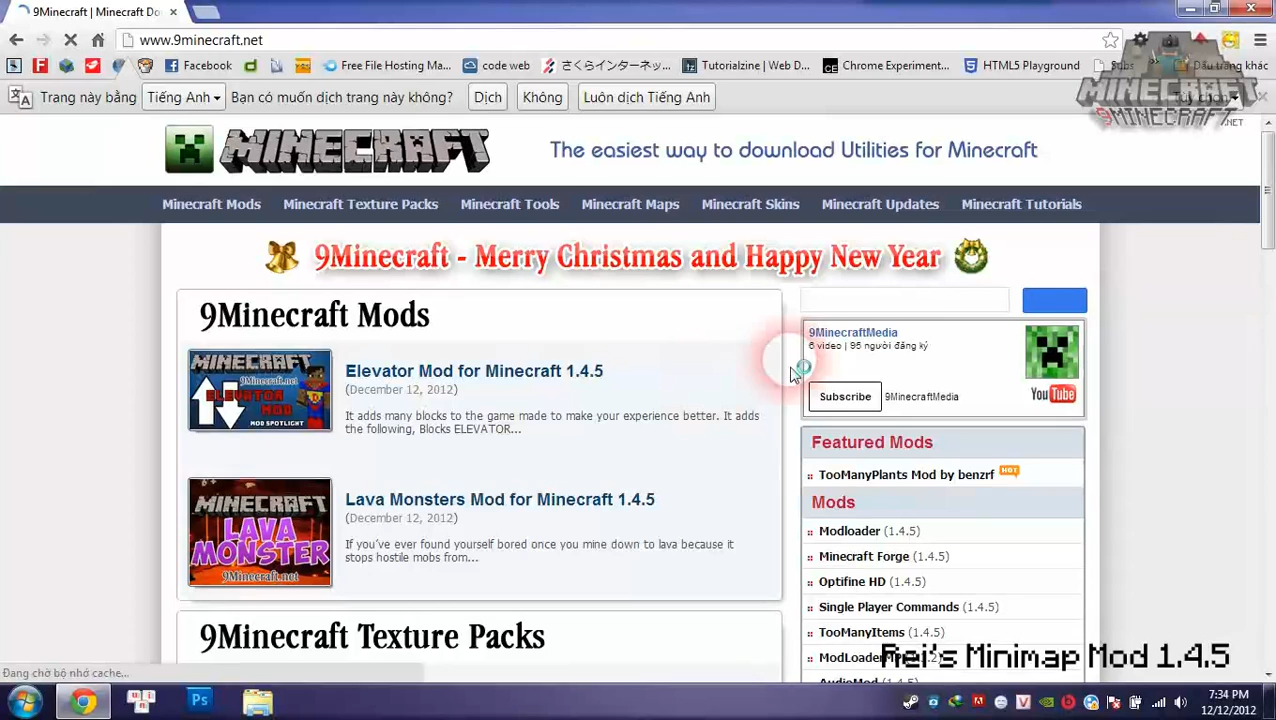 9Minecraft | Minecraft Do
www.9minecraft.net
Facebook
Free File Hosting Ma...
code web
さくらインターネッ...
Tutorialzine | Web D...
Chrome Experiment...
HTML5 Playground
Subs
Dấu trang khác
Trang này bằng
Tiếng Anh
Bạn có muốn dịch trang này không?
Dịch
Không
Luôn dịch Tiếng Anh
Tùy chọn
MINECRAFT
9MINECRAFT
.NET
MINECRAFT
The easiest way to download Utilities for Minecraft
Minecraft Mods
Minecraft Texture Packs
Minecraft Tools
Minecraft Maps
Minecraft Skins
Minecraft Updates
Minecraft Tutorials
9Minecraft - Merry Christmas and Happy New Year
9Minecraft Mods
MINECRAFT
9Minecraft.net
ELEVATOR
MOD
MOD SPOTLIGHT
Elevator Mod for Minecraft 1.4.5
(December 12, 2012)
It adds many blocks to the game made to make your experience better. It adds
the following, Blocks ELEVATOR...
MINECRAFT
LAVA
MONSTER
9Minecraft.net
Lava Monsters Mod for Minecraft 1.4.5
(December 12, 2012)
If you've ever found yourself bored once you mine down to lava because it
stops hostile mobs from...
9Minecraft Texture Packs
9MinecraftMedia
6 video | 95 người đăng ký
Subscribe
9MinecraftMedia
YouTube
Featured Mods
TooManyPlants Mod by benzrf
HOT
Mods
Modloader (1.4.5)
Minecraft Forge (1.4.5)
Optifine HD (1.4.5)
Single Player Commands (1.4.5)
TooManyItems (1.4.5)
AudioMod (1.4.5)
Rei's Minimap Mod 1.4.5
Đang chờ bộ nhớ cache...
Ps
7:34 PM
12/12/2012